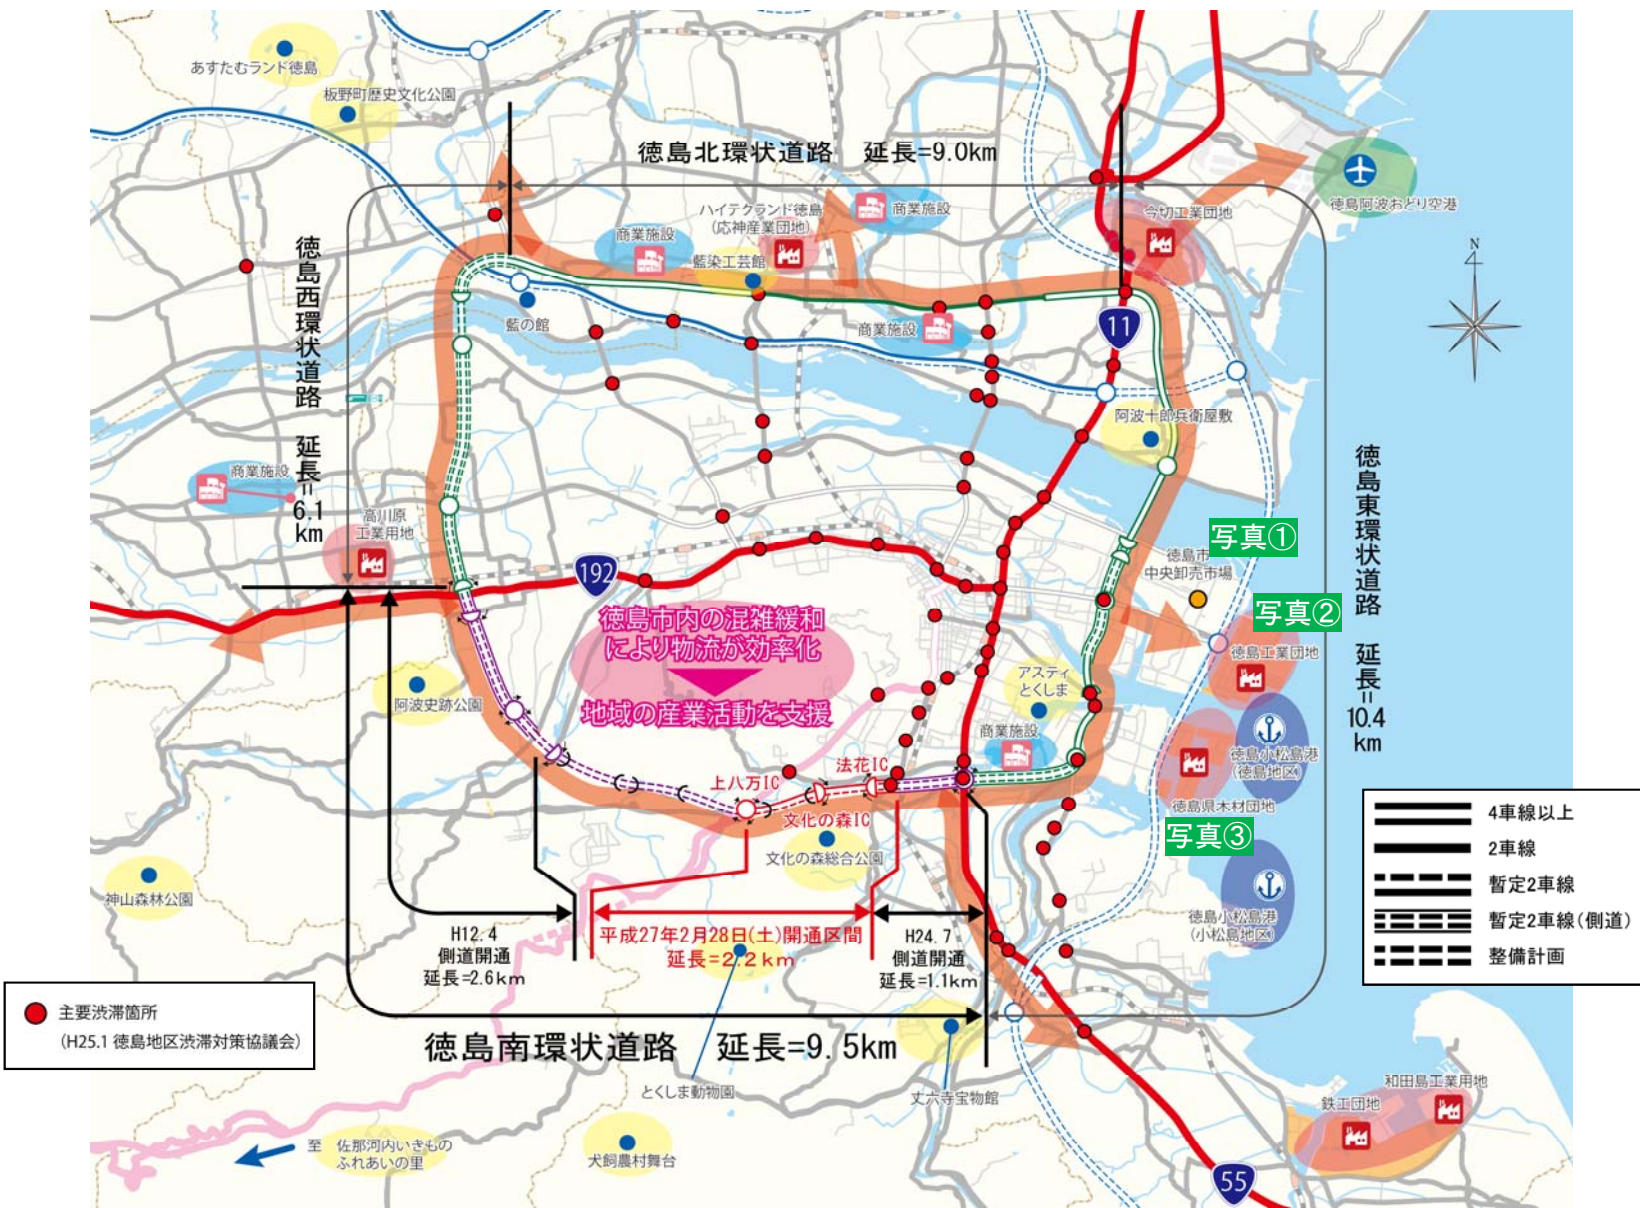 あすたむランド徳島
板野町歴史文化公園
徳島北環状道路　延長=9.0km
徳島阿波おどり空港
今切工業団地
ハイテクランド徳島
(応神産業団地)
商業施設
商業施設
藍染工芸館
N
徳島西環状道路　延長=6.1km
藍の館
商業施設
11
阿波十郎兵衛屋敷
商業施設
高川原
工業用地
徳島東環状道路　延長=10.4km
写真①
徳島市
中央卸売市場
192
写真②
徳島市内の混雑緩和
により物流が効率化
地域の産業活動を支援
徳島工業団地
アスティ
とくしま
阿波史跡公園
商業施設
徳島小松島港
(徳島地区)
上八万IC
法花IC
文化の森IC
徳島県木材団地
写真③
文化の森総合公園
4車線以上
2車線
暫定2車線
暫定2車線(側道)
整備計画
神山森林公園
徳島小松島港
(小松島地区)
H12.4
側道開通
延長=2.6km
平成27年2月28日(土)開通区間
延長=2.2km
H24.7
側道開通
延長=1.1km
主要渋滞箇所
(H25.1 徳島地区渋滞対策協議会)
徳島南環状道路　延長=9.5km
とくしま動物園
丈六寺宝物館
和田島工業用地
鉄工団地
至　佐那河内いきもの
ふれあいの里
犬飼農村舞台
55